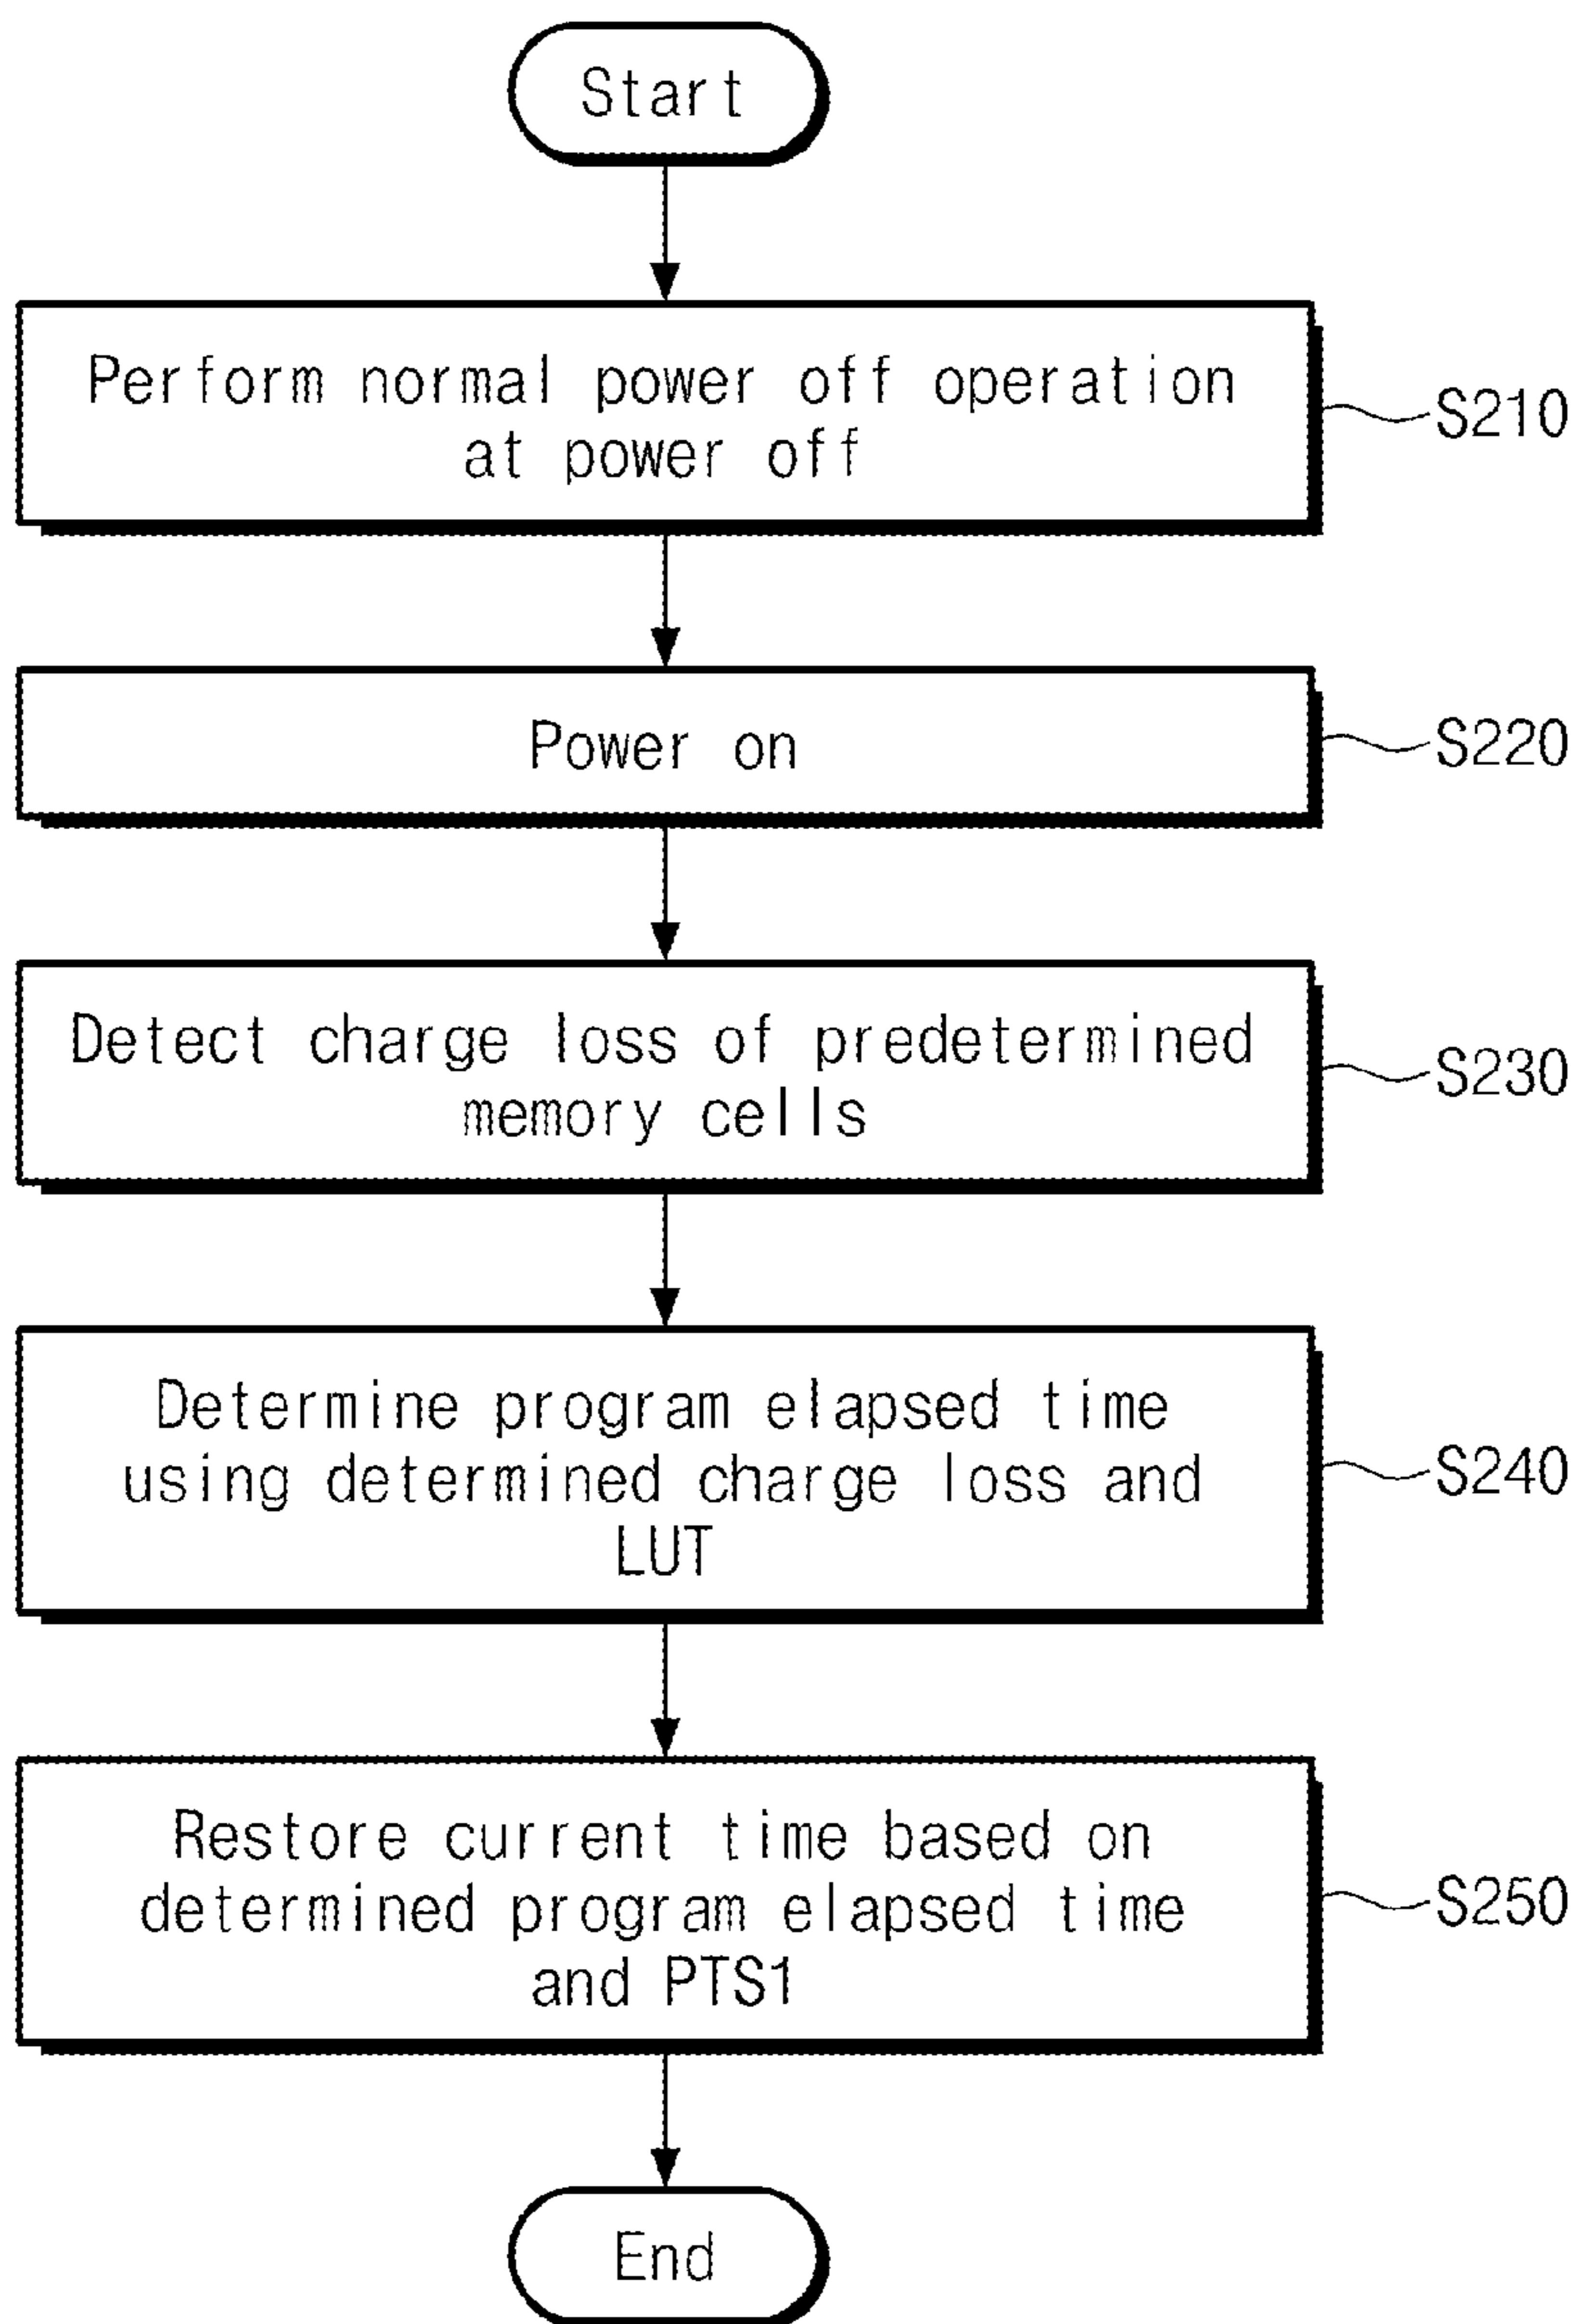 Start
Perform normal power off operation
at power off
S210
Power on
S220
Detect charge loss of predetermined
memory cells
S230
Determine program elapsed time
using determined charge loss and
LUT
S240
Restore current time based on
determined program elapsed time
and PTS1
S250
End